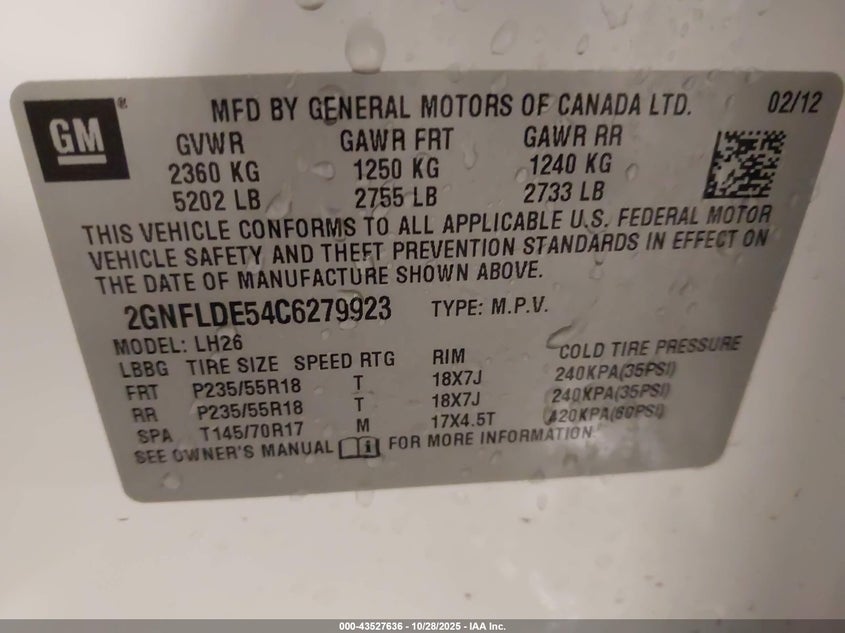 GM ®
MFD BY GENERAL MOTORS OF CANADA LTD. 02/12
GVWR GAWR FRT GAWR RR
2360 KG 1250 KG 1240 KG
5202 LB 2755 LB 2733 LB
THIS VEHICLE CONFORMS TO ALL APPLICABLE U.S. FEDERAL MOTOR
VEHICLE SAFETY AND THEFT PREVENTION STANDARDS IN EFFECT ON
THE DATE OF MANUFACTURE SHOWN ABOVE.
2GNFLDE54C6279923 TYPE: M.P.V.
MODEL: LH26
LBBG TIRE SIZE SPEED RTG RIM COLD TIRE PRESSURE
FRT P235/55R18 T 18X7J 240KPA(35PSI)
RR P235/55R18 T 18X7J 240KPA(35PSI)
SPA T145/70R17 M 17X4.5T 420KPA(60PSI)
SEE OWNER'S MANUAL i FOR MORE INFORMATION
000-43527636 - 10/28/2025 - IAA Inc.